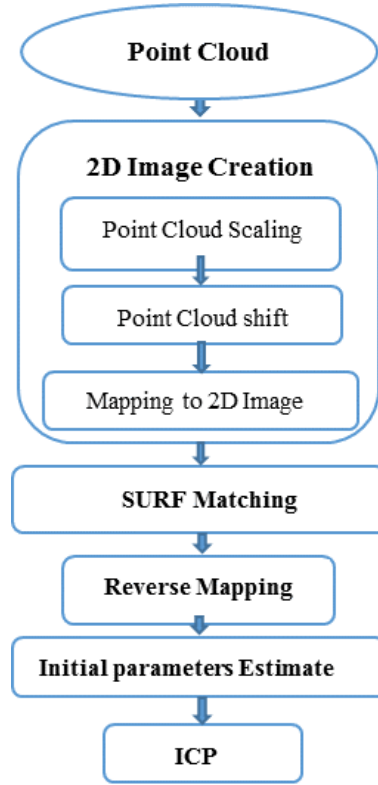 Point Cloud
2D Image Creation
Point Cloud Scaling
Point Cloud shift
Mapping to 2D Image
SURF Matching
Reverse Mapping
Initial parameters Estimate
ICP